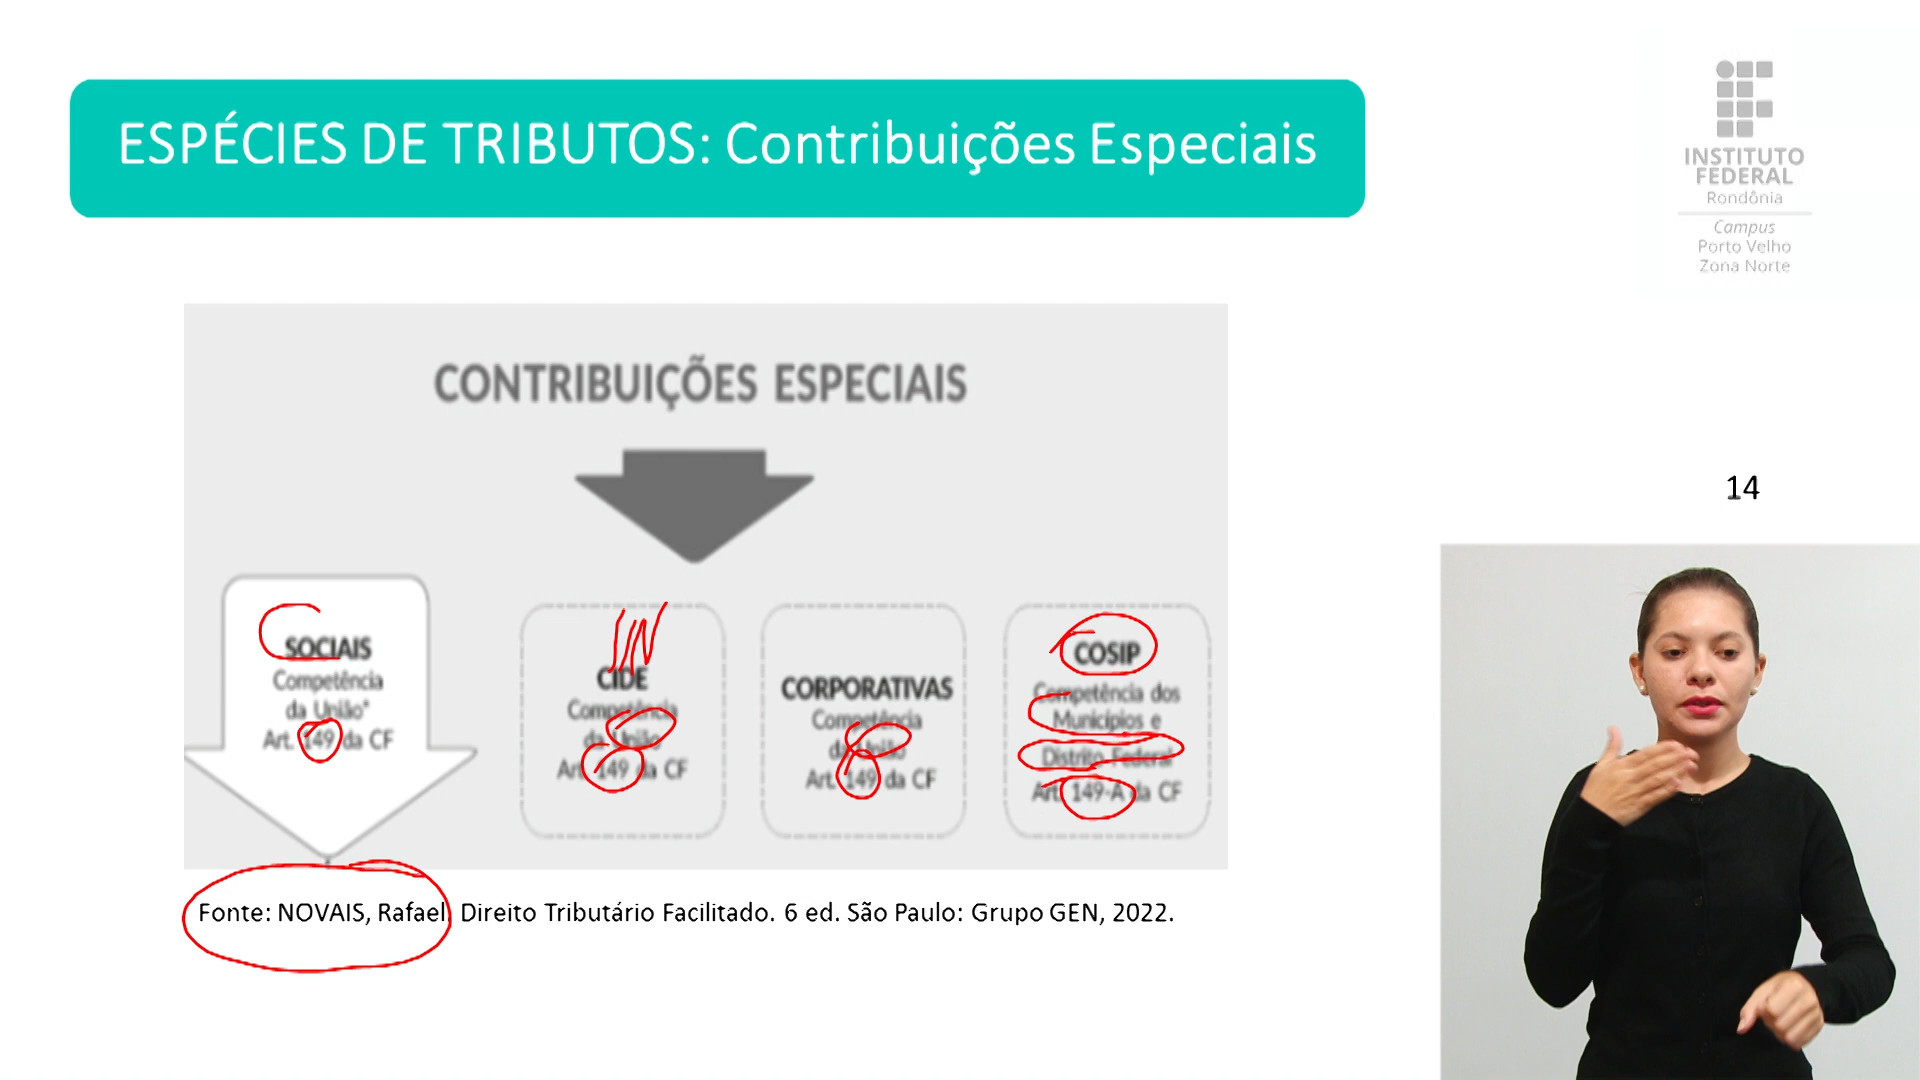 ESPÉCIES DE TRIBUTOS: Contribuições Especiais
INSTITUTO
FEDERAL
Rondônia
Campus
Porto Velho
Zona Norte
CONTRIBUIÇÕES ESPECIAIS
SOCIAIS
Competência
da União*
Art. 149 da CF
CIDE
Competência
da União
Art. 149 da CF
CORPORATIVAS
Competência
da União
Art. 149 da CF
COSIP
Competência dos
Municípios e
Distrito Federal
Art. 149-A da CF
14
Fonte: NOVAIS, Rafael. Direito Tributário Facilitado. 6 ed. São Paulo: Grupo GEN, 2022.